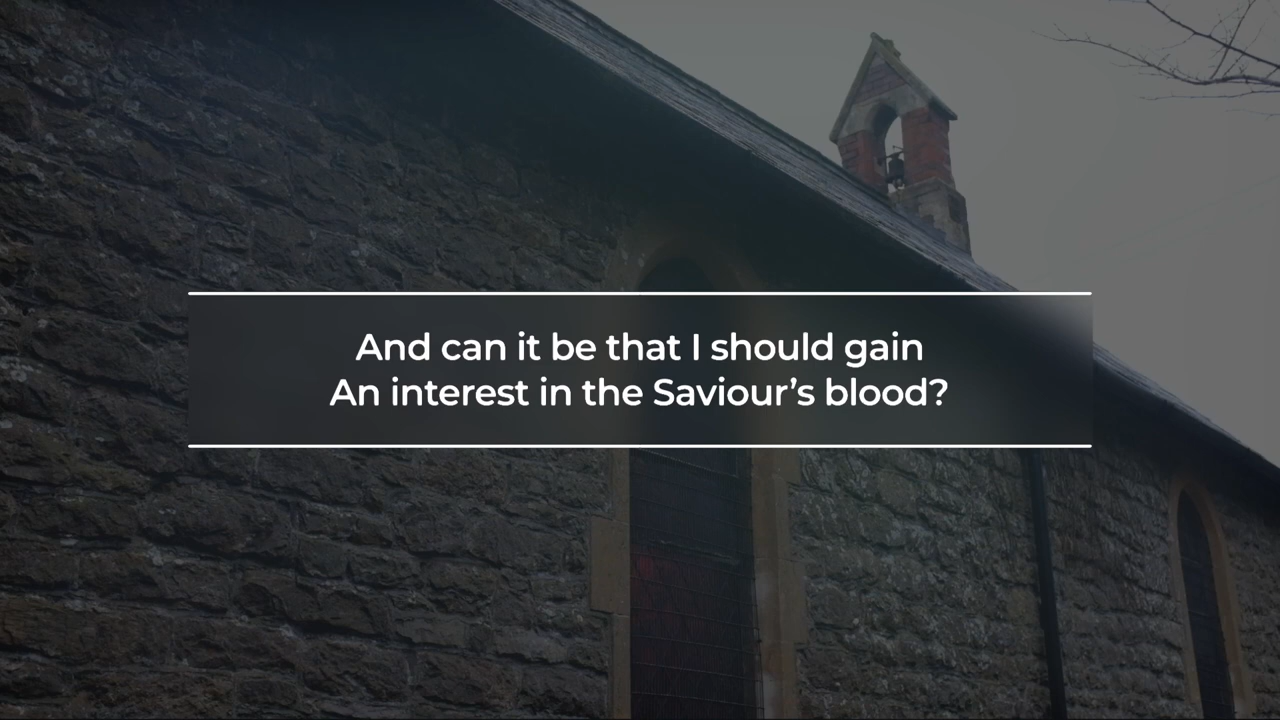 And can it be that I should gain
An interest in the Saviour’s blood?